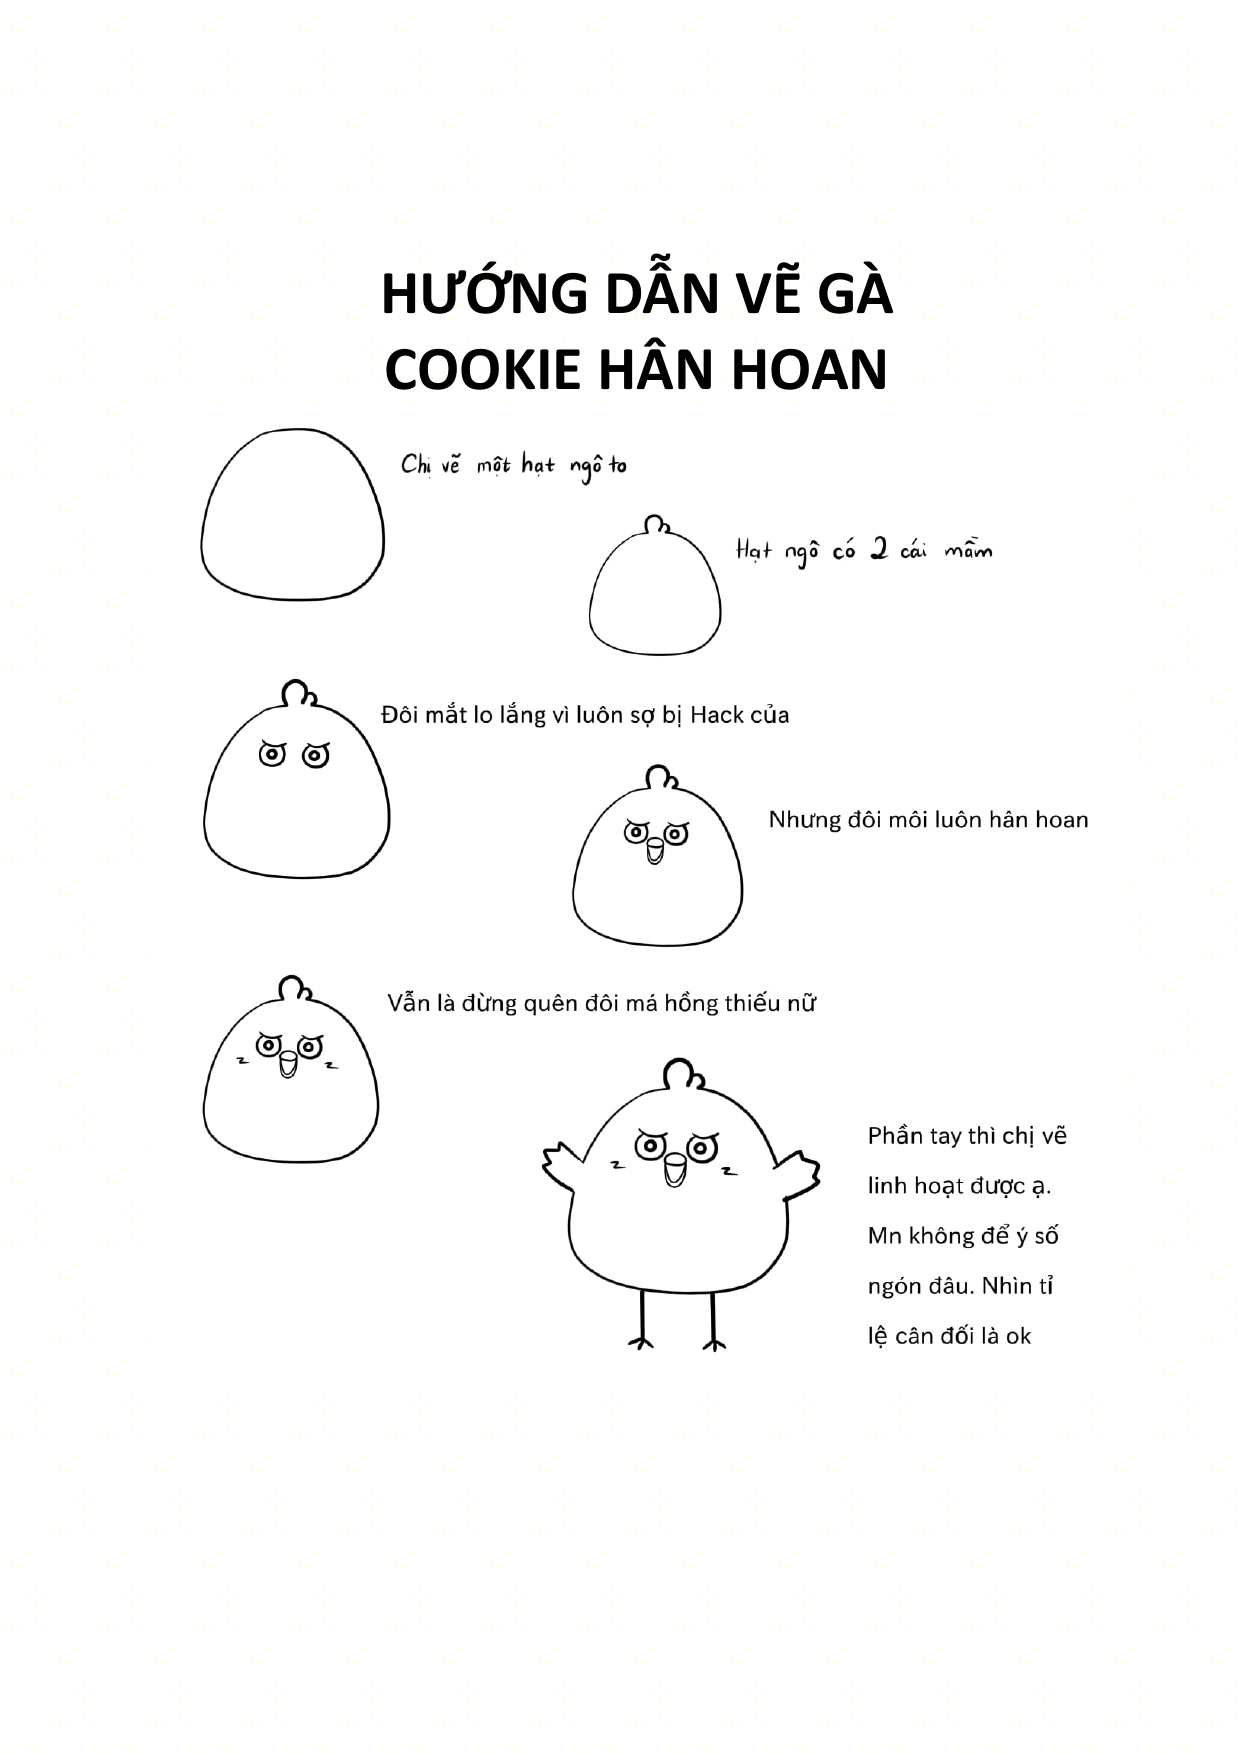 HƯỚNG DẪN VẼ GÀ
COOKIE HÂN HOAN
Chị vẽ một hạt ngô to
Hạt ngô có 2 cái mầm
Đôi mắt lo lắng vì luôn sợ bị Hack của
Nhưng đôi môi luôn hân hoan
Vẫn là đừng quên đôi má hồng thiếu nữ
Phần tay thì chị vẽ
linh hoạt được ạ.
Mn không để ý số
ngón đâu. Nhìn tỉ
lệ cân đối là ok